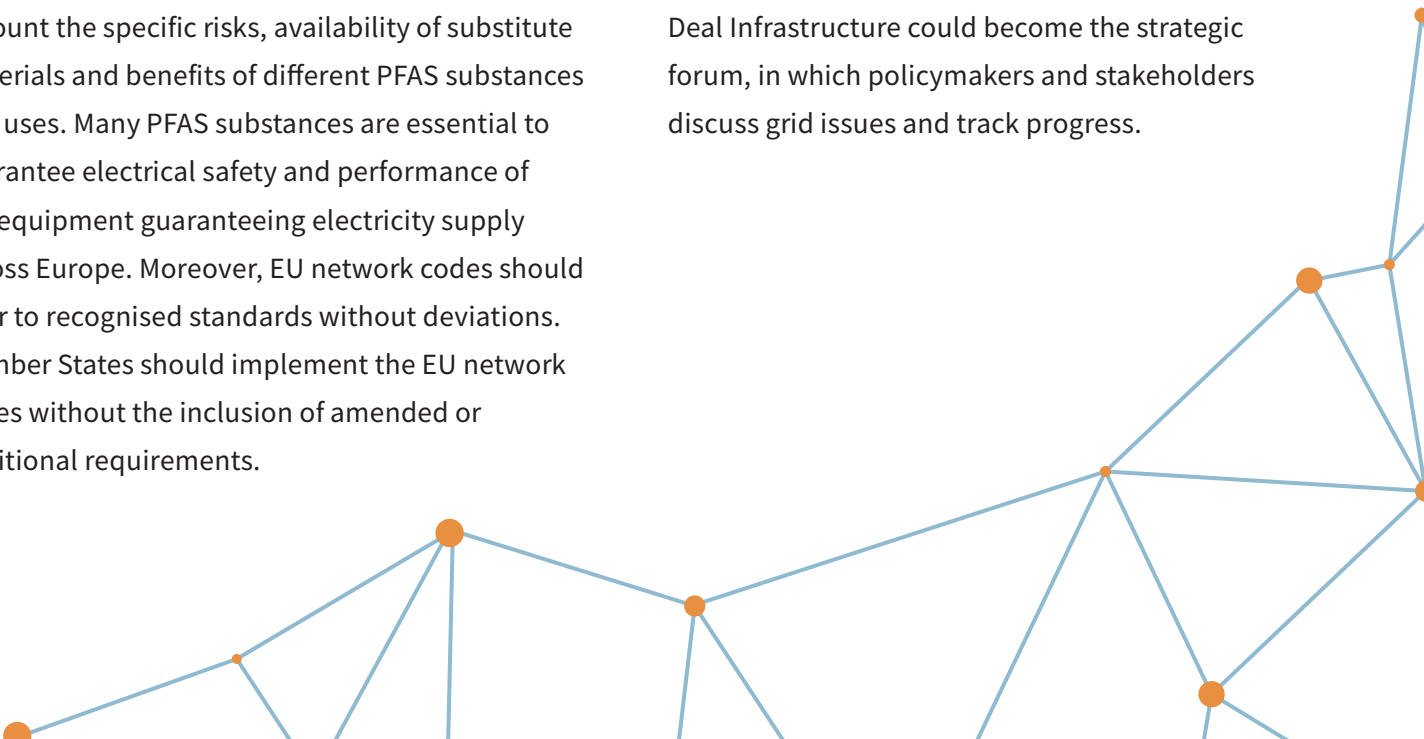 ount the specific risks, availability of substitute
erials and benefits of different PFAS substances
uses. Many PFAS substances are essential to
rantee electrical safety and performance of
equipment guaranteeing electricity supply
oss Europe. Moreover, EU network codes should
r to recognised standards without deviations.
mber States should implement the EU network
es without the inclusion of amended or
itional requirements.
Deal Infrastructure could become the strategic
forum, in which policymakers and stakeholders
discuss grid issues and track progress.